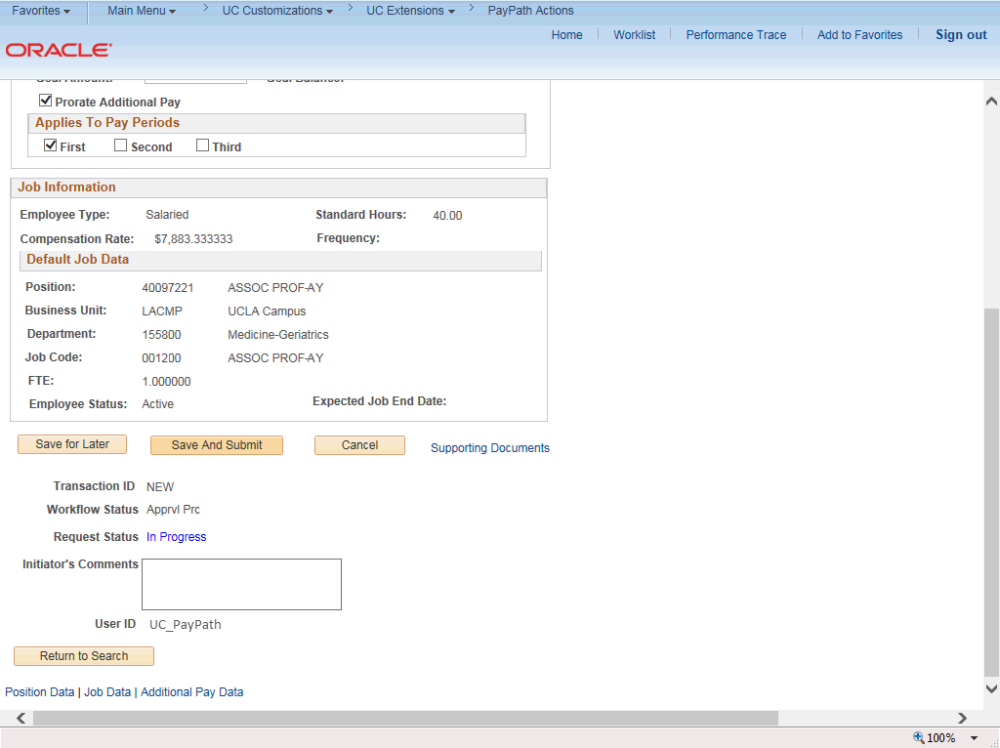 Favorites Main Menu > UC Customizations > UC Extensions > PayPath Actions
Home Worklist Performance Trace Add to Favorites Sign out
ORACLE
Goal Amount: Goal Balance:
Prorate Additional Pay
Applies To Pay Periods
First Second Third
Job Information
Employee Type: Salaried Standard Hours: 40.00
Compensation Rate: $7,883.333333 Frequency:
Default Job Data
Position: 40097221 ASSOC PROF-AY
Business Unit: LACMP UCLA Campus
Department: 155800 Medicine-Geriatrics
Job Code: 001200 ASSOC PROF-AY
FTE: 1.000000
Employee Status: Active Expected Job End Date:
Save for Later Save And Submit Cancel Supporting Documents
Transaction ID NEW
Workflow Status Apprvl Prc
Request Status In Progress
Initiator's Comments
User ID UC_PayPath
Return to Search
Position Data | Job Data | Additional Pay Data
100%